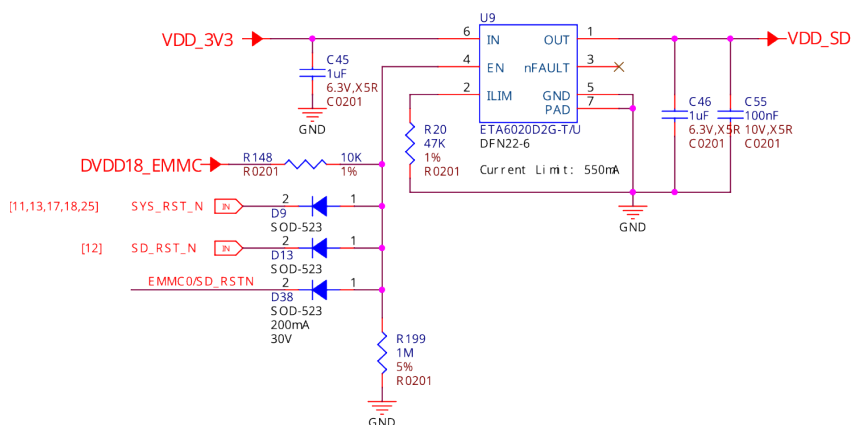 U9
VDD_3V3
6
IN
OUT
1
VDD_SD
C45
1uF
6.3V,X5R
C0201
GND
4
EN
nFAULT
3
2
ILIM
GND
5
PAD
7
R20
47K
1%
R0201
ETA6020D2G-T/U
DFN22-6
Current Limit: 550mA
C46
1uF
6.3V,X5R
C0201
C55
100nF
10V,X5R
C0201
GND
DVDD18_EMMC
R148
R0201
10K
1%
[11,13,17,18,25]
SYS_RST_N
IN
2
1
D9
SOD-523
[12]
SD_RST_N
IN
2
1
D13
SOD-523
EMMC0/SD_RSTN
2
1
D38
SOD-523
200mA
30V
R199
1M
5%
R0201
GND